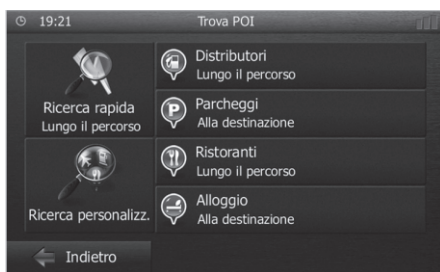 19:21
Trova POI
Ricerca rapida
Lungo il percorso
Ricerca personalizz.
Distributori
Lungo il percorso
P
Parcheggi
Alla destinazione
Ristoranti
Lungo il percorso
Alloggio
Alla destinazione
Indietro